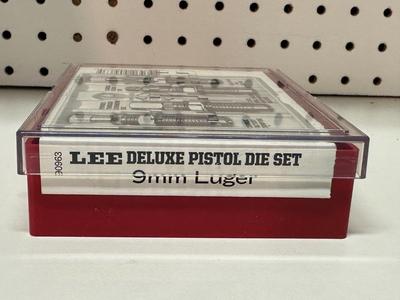 90963
LEE DELUXE PISTOL DIE SET
9mm Luger